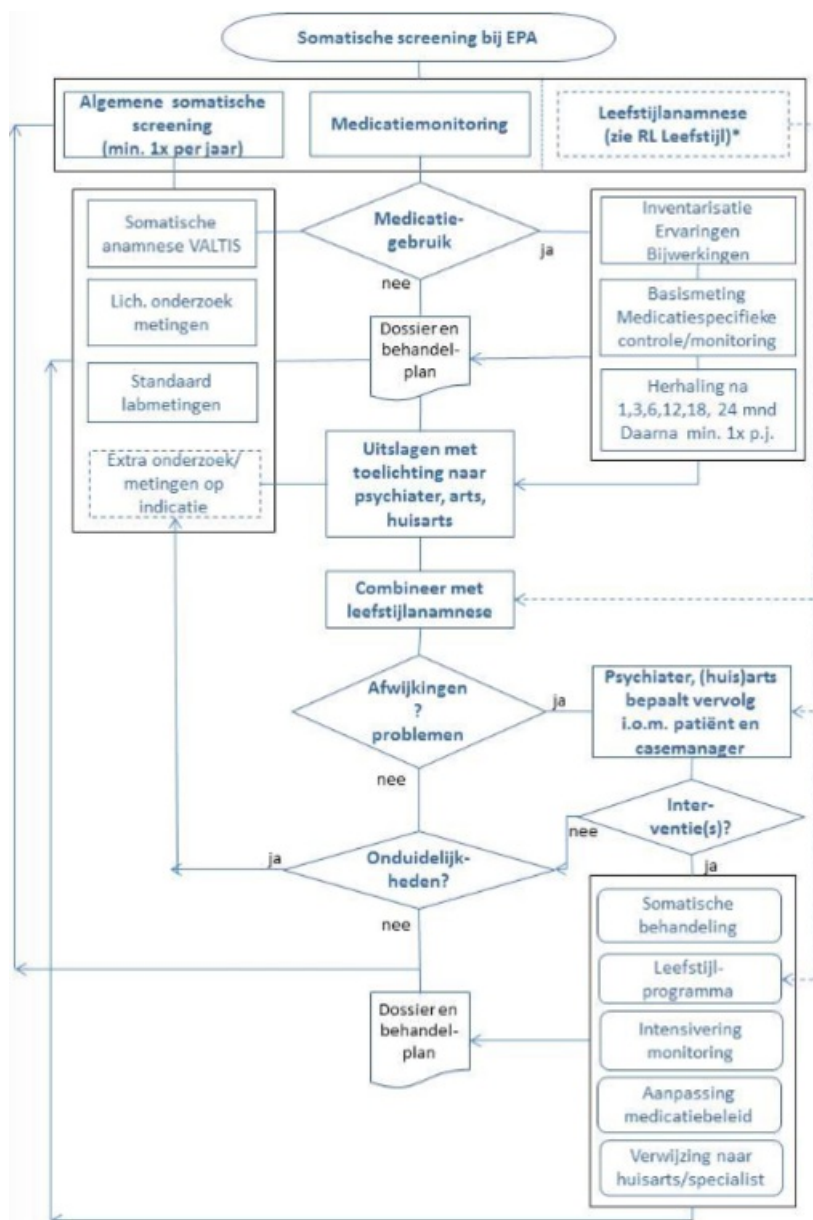 Somatische screening bij EPA
Algemene somatische
screening
(min. 1x per jaar)
Medicatiemonitoring
Leefstijlanamnese
(zie RL Leefstijl)*
Somatische
anamnese VALTIS
Lich. onderzoek
metingen
Standaard
labmetingen
Extra onderzoek/
metingen op
indicatie
Medicatie-
gebruik
ja
nee
Inventarisatie
Ervaringen
Bijwerkingen
Basismeting
Medicatiespecifieke
controle/monitoring
Herhaling na
1,3,6,12,18, 24 mnd
Daarna min. 1x p.j.
Dossier en
behandel-
plan
Uitslagen met
toelichting naar
psychiater, arts,
huisarts
Combineer met
leefstijlanamnese
Afwijkingen
?
problemen
ja
nee
Psychiater, (huis)arts
bepaalt vervolg
i.o.m. patiënt en
casemanager
Inter-
ventie(s)?
nee
ja
Onduidelijk-
heden?
ja
nee
Somatische
behandeling
Leefstijl-
programma
Intensivering
monitoring
Aanpassing
medicatiebeleid
Verwijzing naar
huisarts/specialist
Dossier en
behandel-
plan